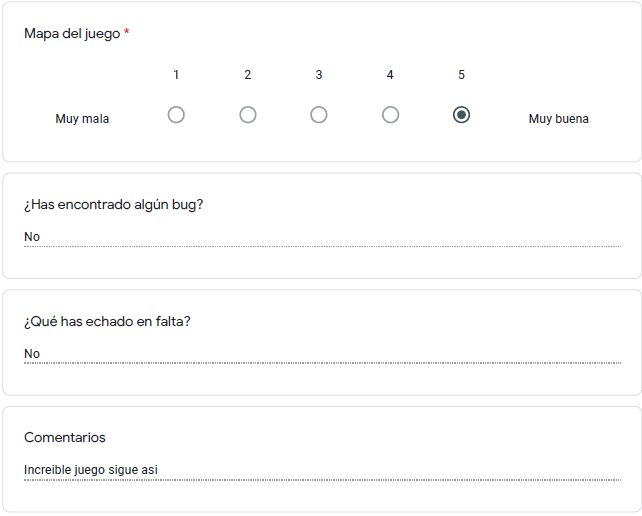 Mapa del juego *
1 2 3 4 5
Muy mala Muy buena
¿Has encontrado algún bug?
No
¿Qué has echado en falta?
No
Comentarios
Increible juego sigue asi